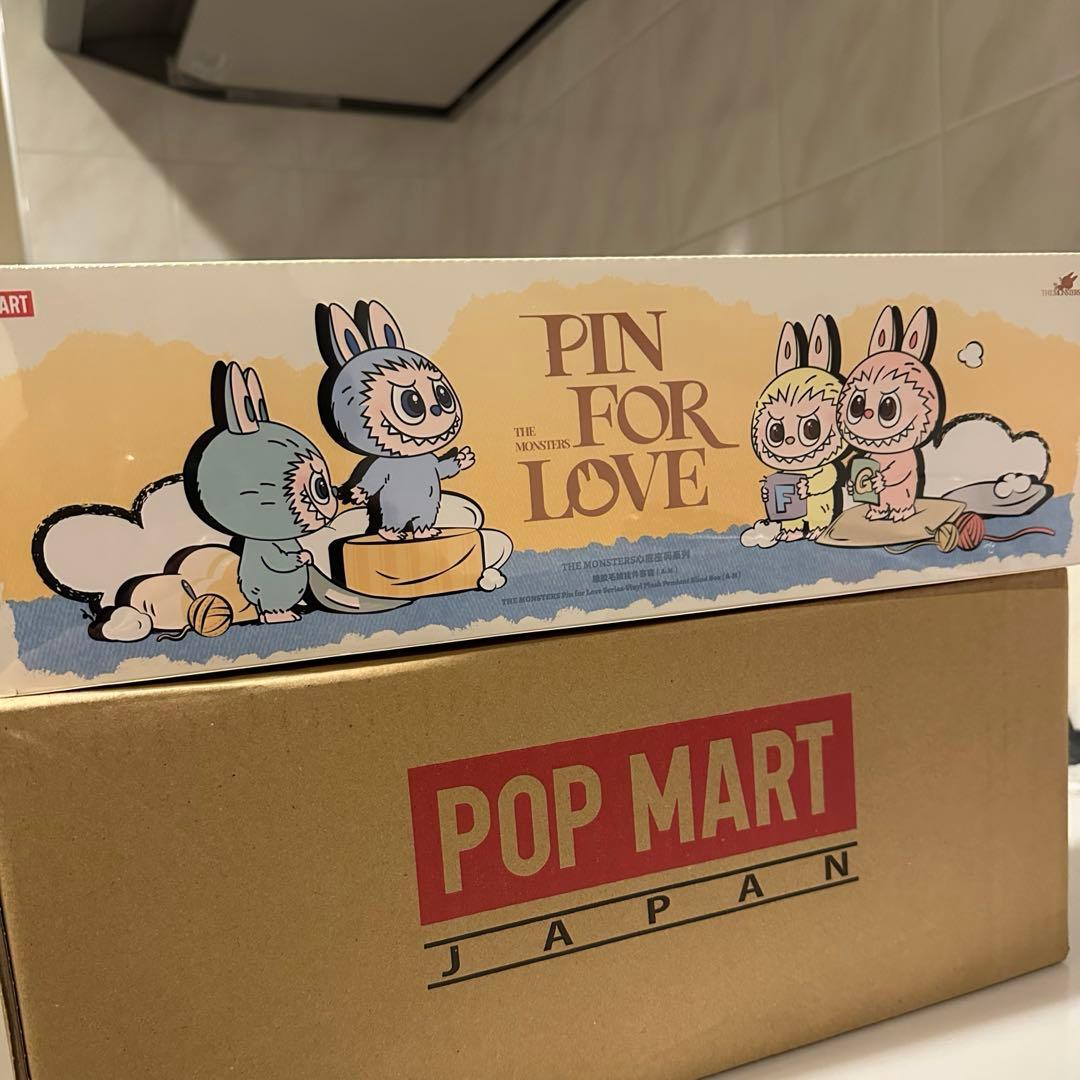 ART
THE MONSTERS
PIN
FOR
THE
MONSTERS
LOVE
THE MONSTERS心底密码系列
搪胶毛绒挂件盲盒 (A-M)
THE MONSTERS Pin for Love Series-Vinyl Plush Pendant Blind Box (A-M)
F
G
POP MART
JAPAN